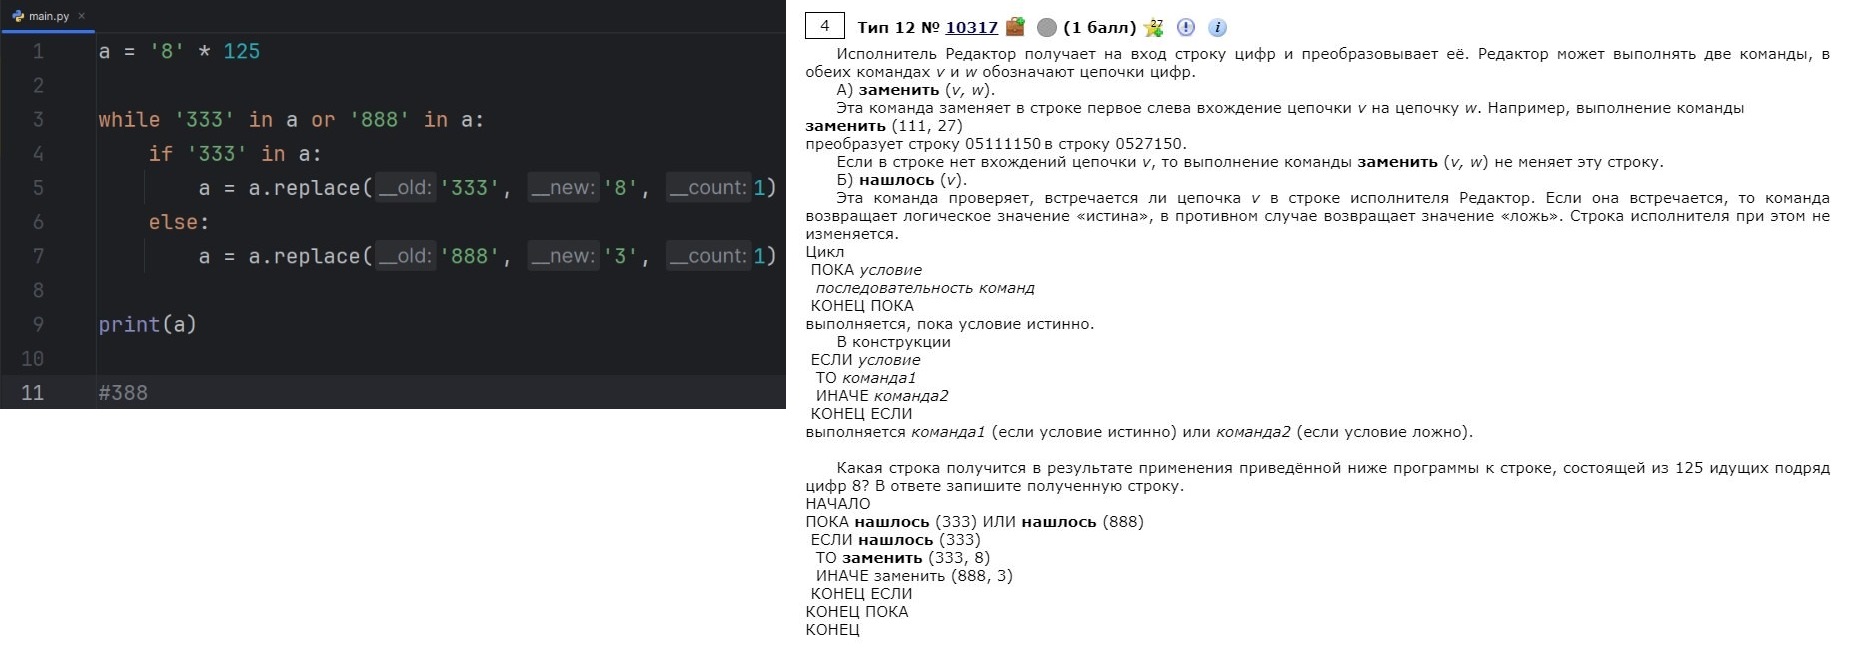 main.py ×
1 a = '8' * 125
2
3 while '333' in a or '888' in a:
4 if '333' in a:
5 a = a.replace(__old: '333', __new: '8', __count: 1)
6 else:
7 a = a.replace(__old: '888', __new: '3', __count: 1)
8
9 print(a)
10
11 #388
4 Тип 12 № 10317 (1 балл) 27
Исполнитель Редактор получает на вход строку цифр и преобразовывает её. Редактор может выполнять две команды, в
обеих командах v и w обозначают цепочки цифр.
А) заменить (v, w).
Эта команда заменяет в строке первое слева вхождение цепочки v на цепочку w. Например, выполнение команды
заменить (111, 27)
преобразует строку 05111150 в строку 0527150.
Если в строке нет вхождений цепочки v, то выполнение команды заменить (v, w) не меняет эту строку.
Б) нашлось (v).
Эта команда проверяет, встречается ли цепочка v в строке исполнителя Редактор. Если она встречается, то команда
возвращает логическое значение «истина», в противном случае возвращает значение «ложь». Строка исполнителя при этом не
изменяется.
Цикл
ПОКА условие
последовательность команд
КОНЕЦ ПОКА
выполняется, пока условие истинно.
В конструкции
ЕСЛИ условие
ТО команда1
ИНАЧЕ команда2
КОНЕЦ ЕСЛИ
выполняется команда1 (если условие истинно) или команда2 (если условие ложно).
Какая строка получится в результате применения приведённой ниже программы к строке, состоящей из 125 идущих подряд
цифр 8? В ответе запишите полученную строку.
НАЧАЛО
ПОКА нашлось (333) ИЛИ нашлось (888)
ЕСЛИ нашлось (333)
ТО заменить (333, 8)
ИНАЧЕ заменить (888, 3)
КОНЕЦ ЕСЛИ
КОНЕЦ ПОКА
КОНЕЦ